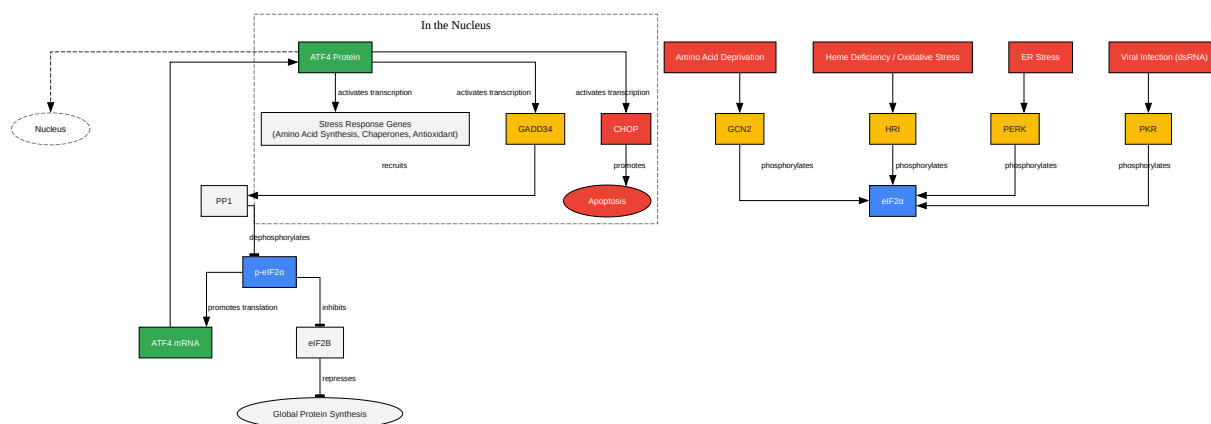 In the Nucleus
ATF4 Protein
Amino Acid Deprivation
Heme Deficiency / Oxidative Stress
ER Stress
Viral Infection (dsRNA)
activates transcription
activates transcription
activates transcription
Nucleus
Stress Response Genes
(Amino Acid Synthesis, Chaperones, Antioxidant)
GADD34
CHOP
GCN2
HRI
PERK
PKR
recruits
promotes
phosphorylates
phosphorylates
phosphorylates
phosphorylates
PP1
Apoptosis
eIF2α
dephosphorylates
p-eIF2α
promotes translation
inhibits
ATF4 mRNA
eIF2B
represses
Global Protein Synthesis